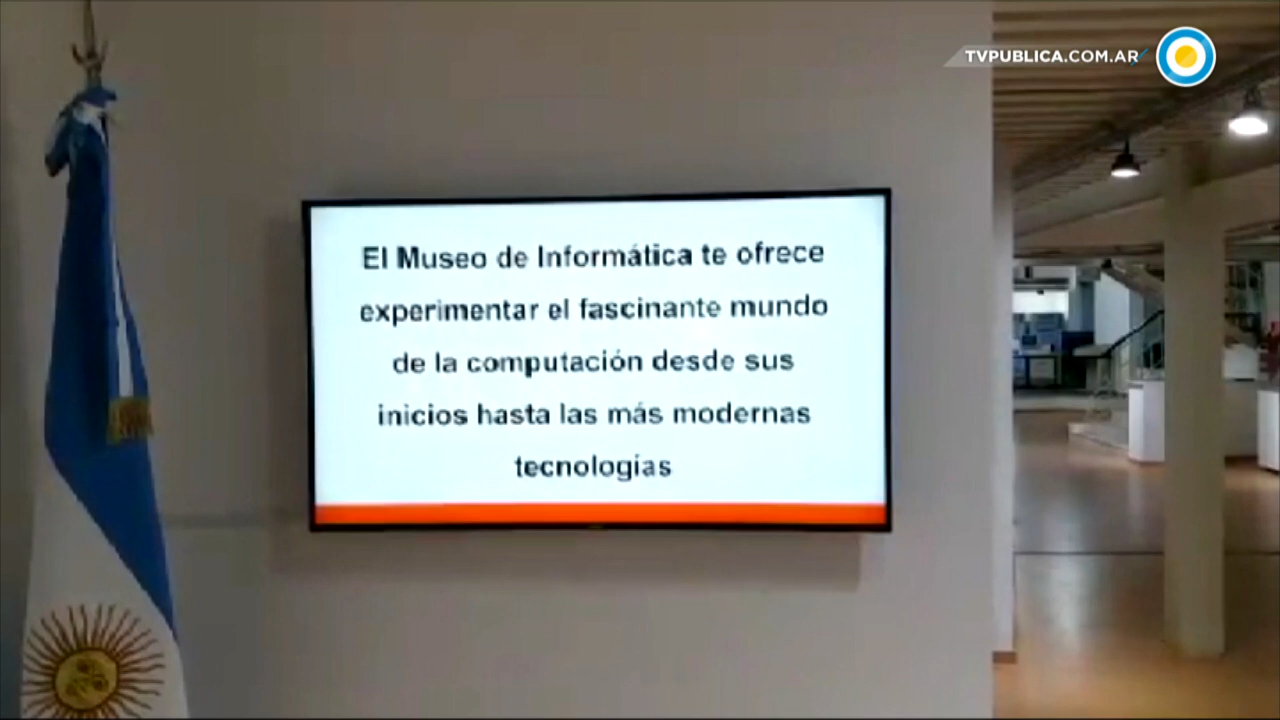 TVPUBLICA.COM.AR
El Museo de Informática te ofrece
experimentar el fascinante mundo
de la computación desde sus
inicios hasta las más modernas
tecnologías